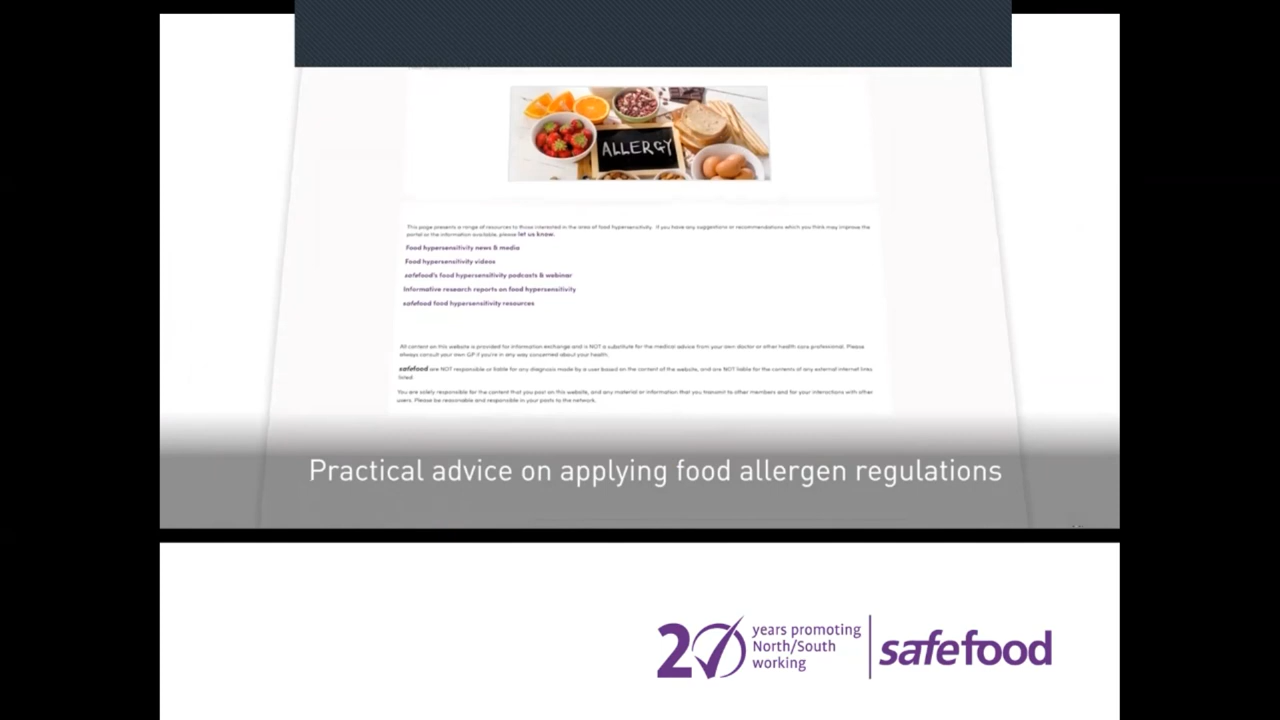 ALLERGY
This page presents a range of resources to those interested in the area of food hypersensitivity. If you have any suggestions or recommendations which you think may improve the
portal or the information available, please let us know.
Food hypersensitivity news & media
Food hypersensitivity videos
safefood's food hypersensitivity podcasts & webinar
Informative research reports on food hypersensitivity
safefood food hypersensitivity resources
All content on this website is provided for information exchange and is NOT a substitute for the medical advice from your own doctor or other health care professional. Please
always consult your own GP if you're in any way concerned about your health.
safefood are NOT responsible or liable for any diagnosis made by a user based on the content of the website, and are NOT liable for the contents of any external internet sites
listed.
You are solely responsible for the content that you post on this website, and any material or information that you transmit to other members and for your interactions with other
users. Please be reasonable and responsible in your posts to the network.
Practical advice on applying food allergen regulations
20 years promoting
North/South
working
safefood